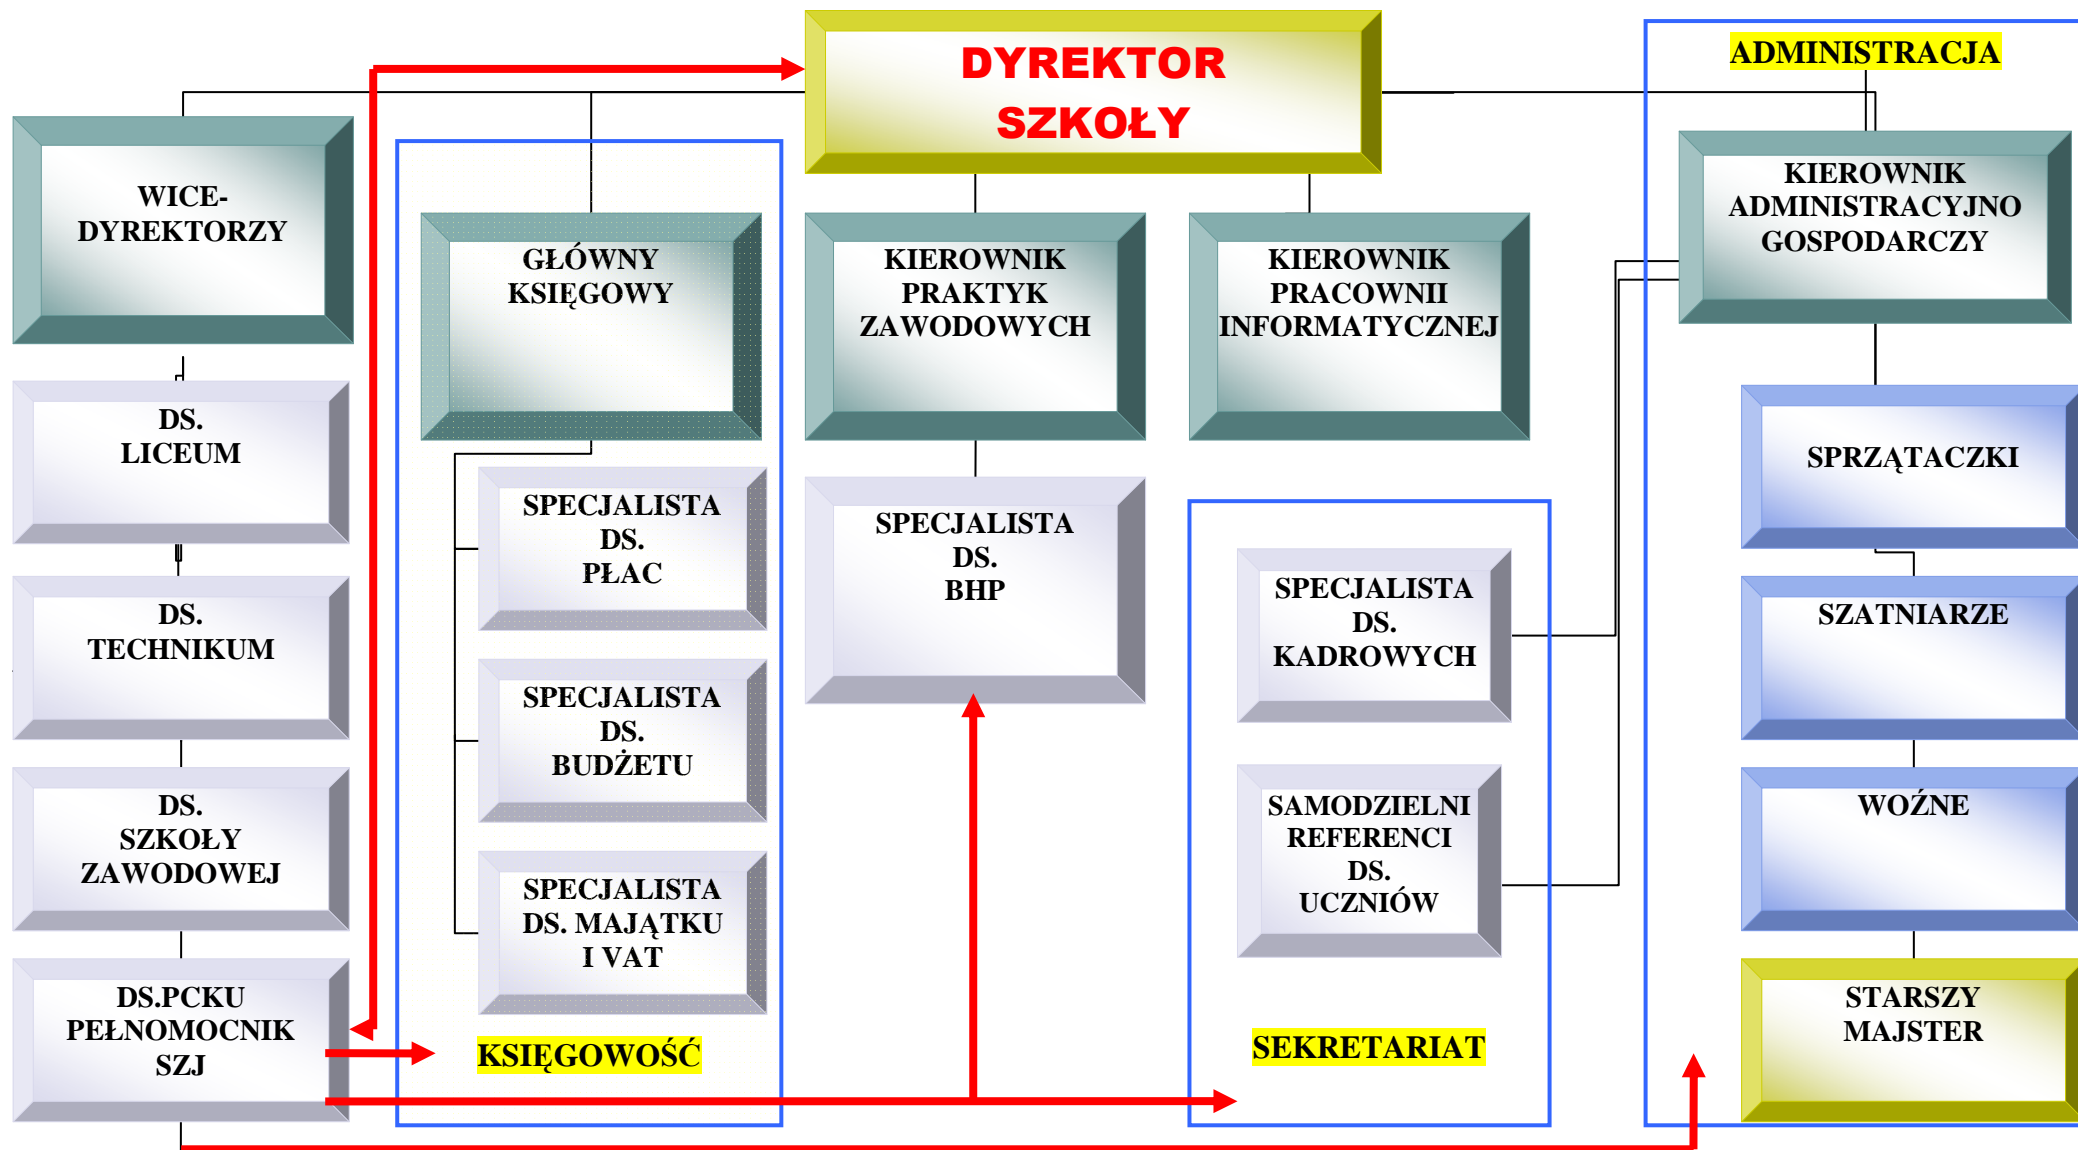 DYREKTOR
SZKOŁY
ADMINISTRACJA
WICE-
DYREKTORZY
GŁÓWNY
KSIĘGOWY
KIEROWNIK
PRAKTYK
ZAWODOWYCH
KIEROWNIK
PRACOWNII
INFORMATYCZNEJ
KIEROWNIK
ADMINISTRACYJNO
GOSPODARCZY
DS.
LICEUM
DS.
TECHNIKUM
DS.
SZKOŁY
ZAWODOWEJ
DS.PCKU
PEŁNOMOCNIK
SZJ
SPECJALISTA
DS.
PŁAC
SPECJALISTA
DS.
BUDŻETU
SPECJALISTA
DS. MAJĄTKU
I VAT
KSIĘGOWOŚĆ
SPECJALISTA
DS.
BHP
SPECJALISTA
DS.
KADROWYCH
SAMODZIELNI
REFERENCI
DS.
UCZNIÓW
SEKRETARIAT
SPRZĄTACZKI
SZATNIARZE
WOŹNE
STARSZY
MAJSTER